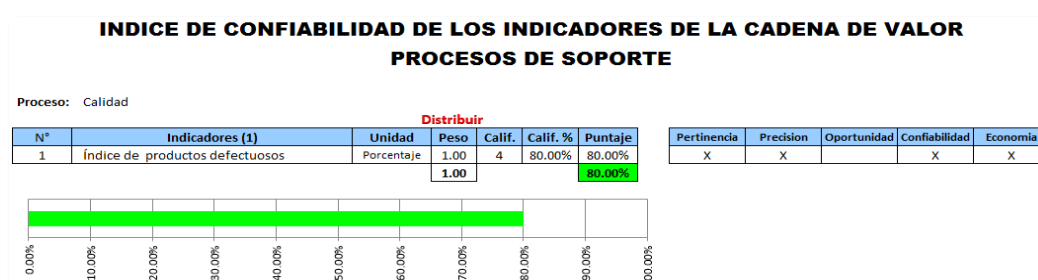 INDICE DE CONFIABILIDAD DE LOS INDICADORES DE LA CADENA DE VALOR
PROCESOS DE SOPORTE
Proceso: Calidad
Distribuir
N° Indicadores (1) Unidad Peso Calif. Calif. % Puntaje Pertinencia Precision Oportunidad Confiabilidad Economia
1 Índice de productos defectuosos Porcentaje 1.00 4 80.00% 80.00% X X X X
1.00 80.00%
0.00% 10.00% 20.00% 30.00% 40.00% 50.00% 60.00% 70.00% 80.00% 90.00% 00.00%